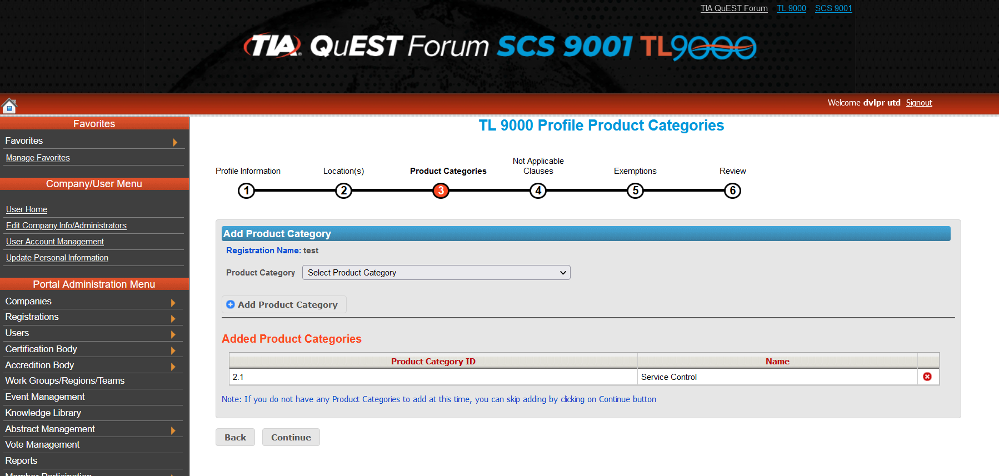 TIA QuEST Forum TL 9000 SCS 9001
TIA QuEST Forum SCS 9001 TL9000
Welcome dvlpr utd Signout
Favorites
Favorites
Manage Favorites
Company/User Menu
User Home
Edit Company Info/Administrators
User Account Management
Update Personal Information
Portal Administration Menu
Companies
Registrations
Users
Certification Body
Accredition Body
Work Groups/Regions/Teams
Event Management
Knowledge Library
Abstract Management
Vote Management
Reports
Member Participation
TL 9000 Profile Product Categories
Profile Information
Location(s)
Product Categories
Not Applicable
Clauses
Exemptions
Review
1 2 3 4 5 6
Add Product Category
Registration Name: test
Product Category Select Product Category
Add Product Category
Added Product Categories
Product Category ID Name
2.1 Service Control
Note: If you do not have any Product Categories to add at this time, you can skip adding by clicking on Continue button
Back Continue